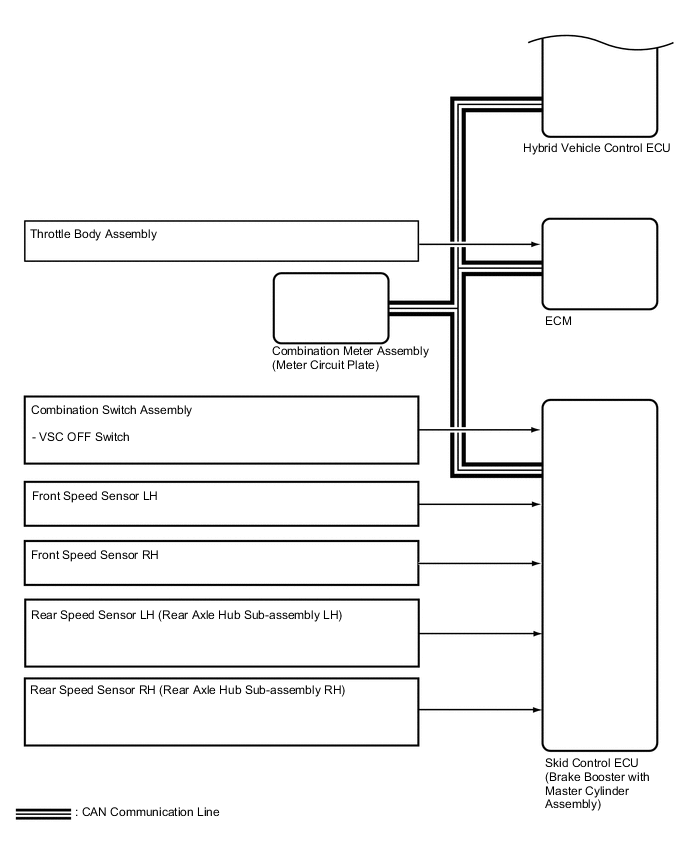 Hybrid Vehicle Control ECU
Throttle Body Assembly
ECM
Combination Meter Assembly
(Meter Circuit Plate)
Combination Switch Assembly
- VSC OFF Switch
Front Speed Sensor LH
Front Speed Sensor RH
Rear Speed Sensor LH (Rear Axle Hub Sub-assembly LH)
Rear Speed Sensor RH (Rear Axle Hub Sub-assembly RH)
Skid Control ECU
(Brake Booster with
Master Cylinder
Assembly)
: CAN Communication Line